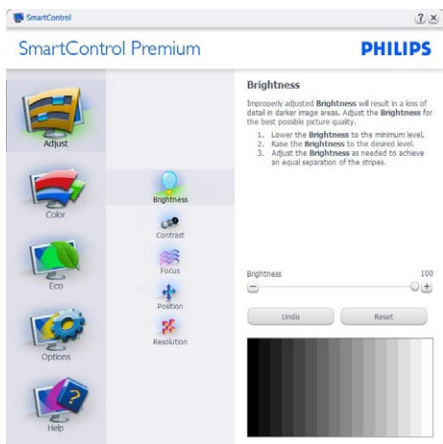 SmartControl
SmartControl Premium
PHILIPS
Adjust
Color
Eco
Options
Help
Brightness
Contrast
Focus
Position
Resolution
Brightness
Improperly adjusted Brightness will result in a loss of
detail in darker image areas. Adjust the Brightness for
the best possible picture quality.
1. Lower the Brightness to the minimum level.
2. Raise the Brightness to the desired level.
3. Adjust the Brightness as needed to achieve
an equal separation of the stripes.
Brightness 100
Undo Reset